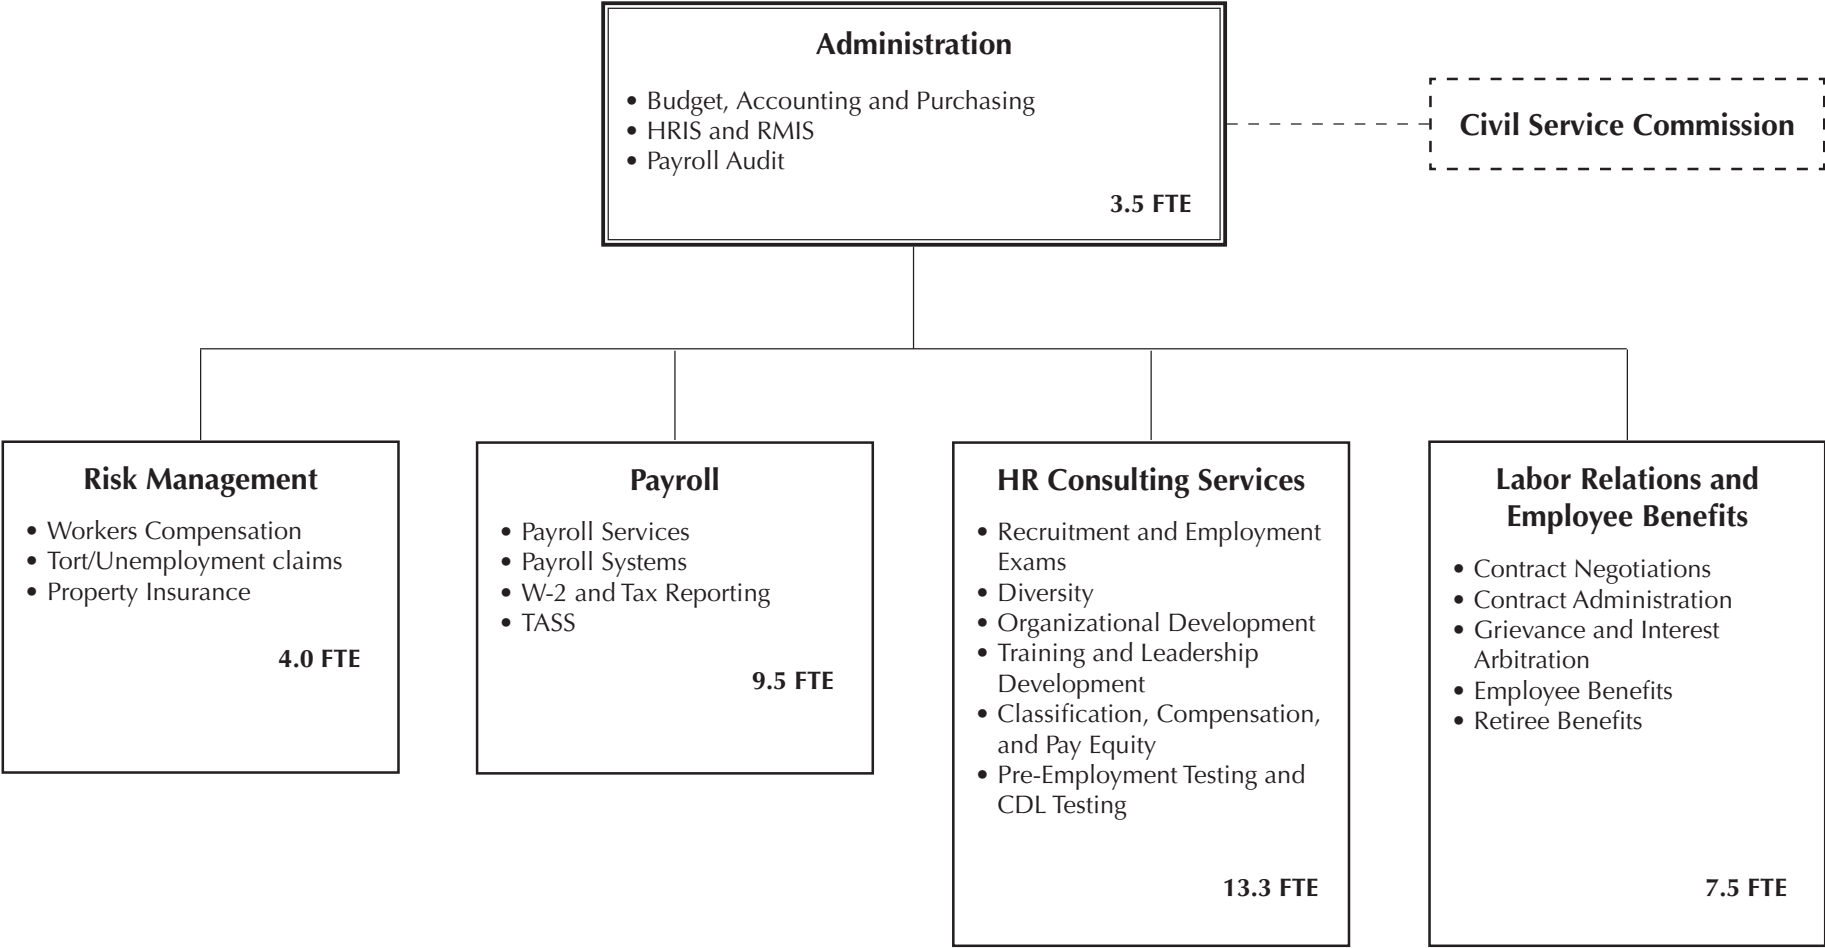 Administration
• Budget, Accounting and Purchasing
• HRIS and RMIS
• Payroll Audit
3.5 FTE
Civil Service Commission
Risk Management
• Workers Compensation
• Tort/Unemployment claims
• Property Insurance
4.0 FTE
Payroll
• Payroll Services
• Payroll Systems
• W-2 and Tax Reporting
• TASS
9.5 FTE
HR Consulting Services
• Recruitment and Employment
Exams
• Diversity
• Organizational Development
• Training and Leadership
Development
• Classification, Compensation,
and Pay Equity
• Pre-Employment Testing and
CDL Testing
13.3 FTE
Labor Relations and
Employee Benefits
• Contract Negotiations
• Contract Administration
• Grievance and Interest
Arbitration
• Employee Benefits
• Retiree Benefits
7.5 FTE